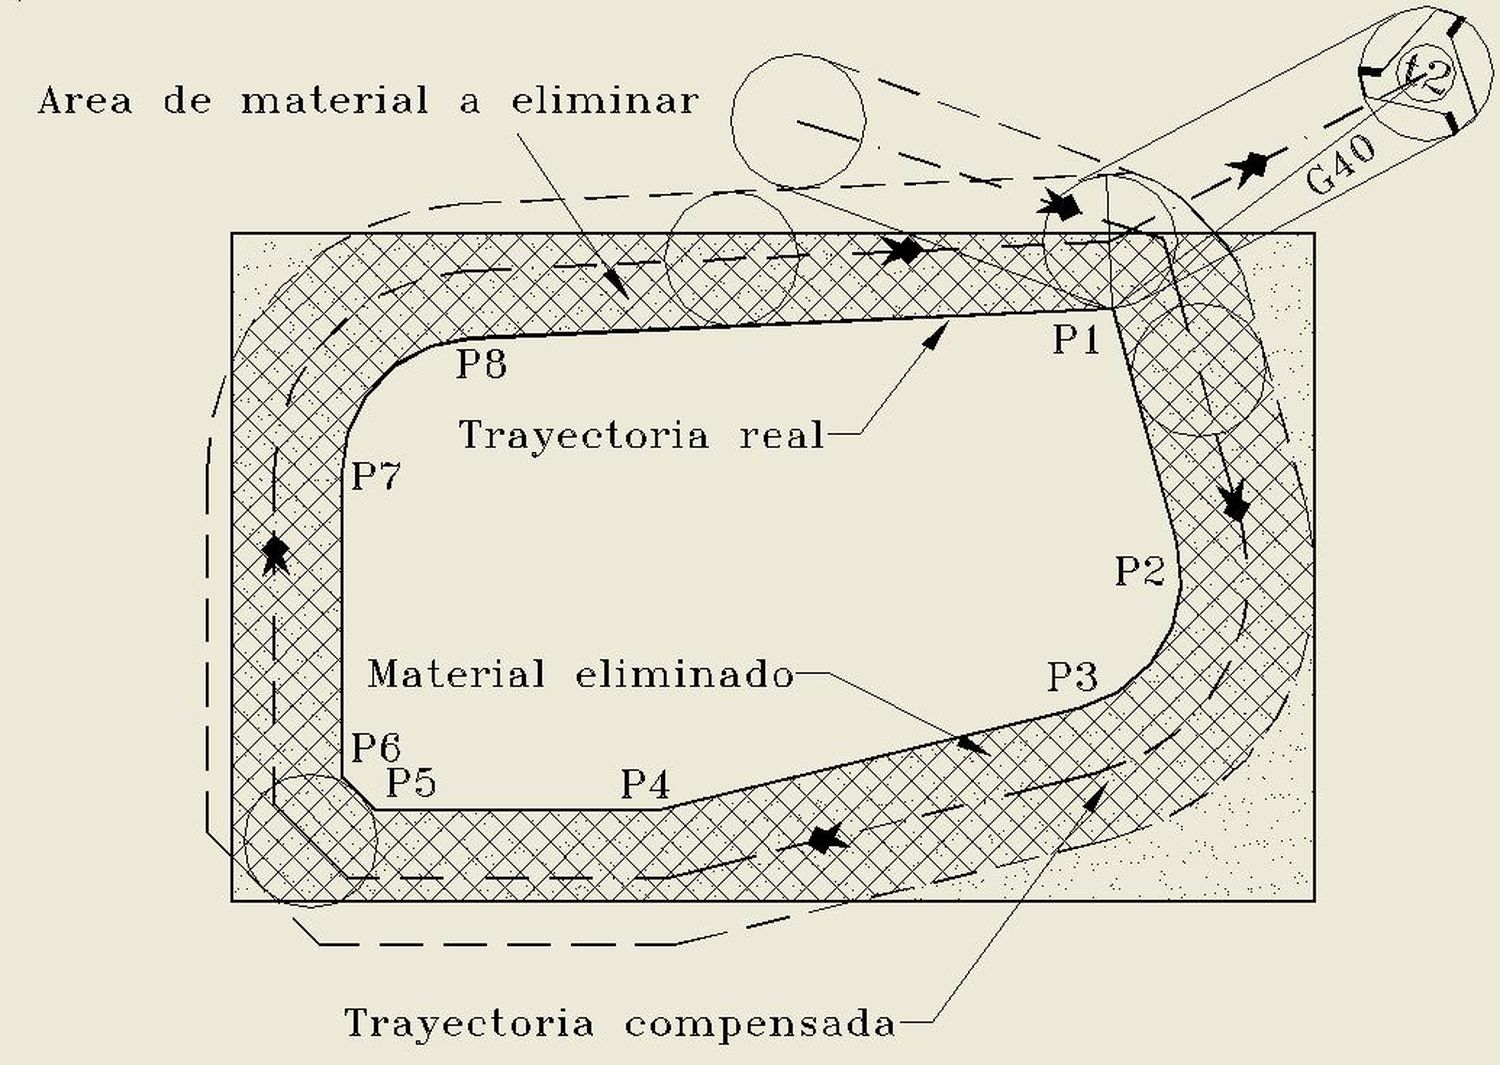 t2
G40
Area de material a eliminar
P1
P8
Trayectoria real
P7
P2
Material eliminado
P3
P6
P5
P4
Trayectoria compensada